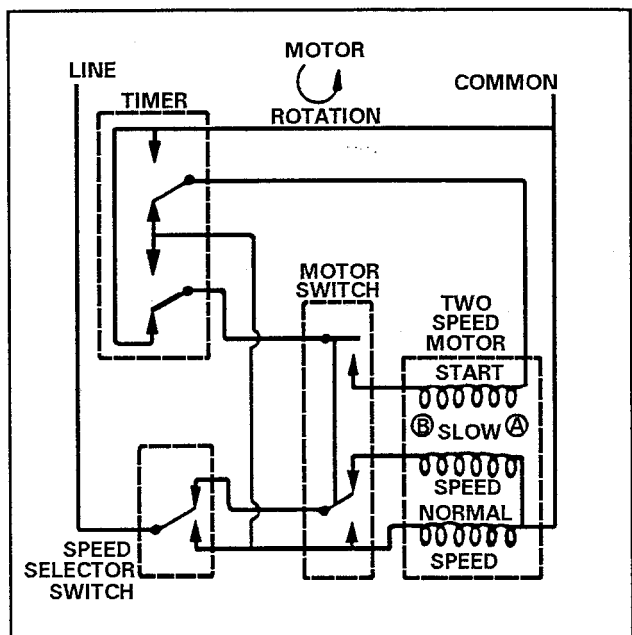 MOTOR
LINE
COMMON
TIMER
ROTATION
MOTOR
SWITCH
TWO
SPEED
MOTOR
START
B SLOW A
SPEED
NORMAL
SPEED
SPEED
SELECTOR
SWITCH